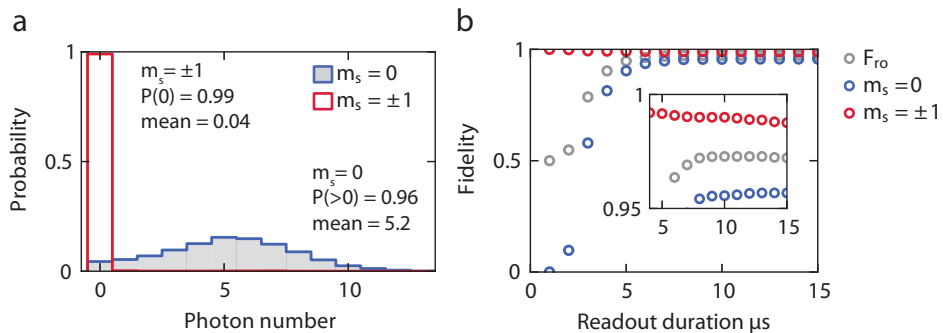 a
1
0.5
0
Probability
m_s = ±1
P(0) = 0.99
mean = 0.04
m_s = 0
m_s = ±1
m_s = 0
P(>0) = 0.96
mean = 5.2
0 5 10
Photon number
b
1
0.5
0
Fidelity
1
0.95
5 10 15
0 5 10 15
Readout duration μs
F_ro
m_s = 0
m_s = ±1